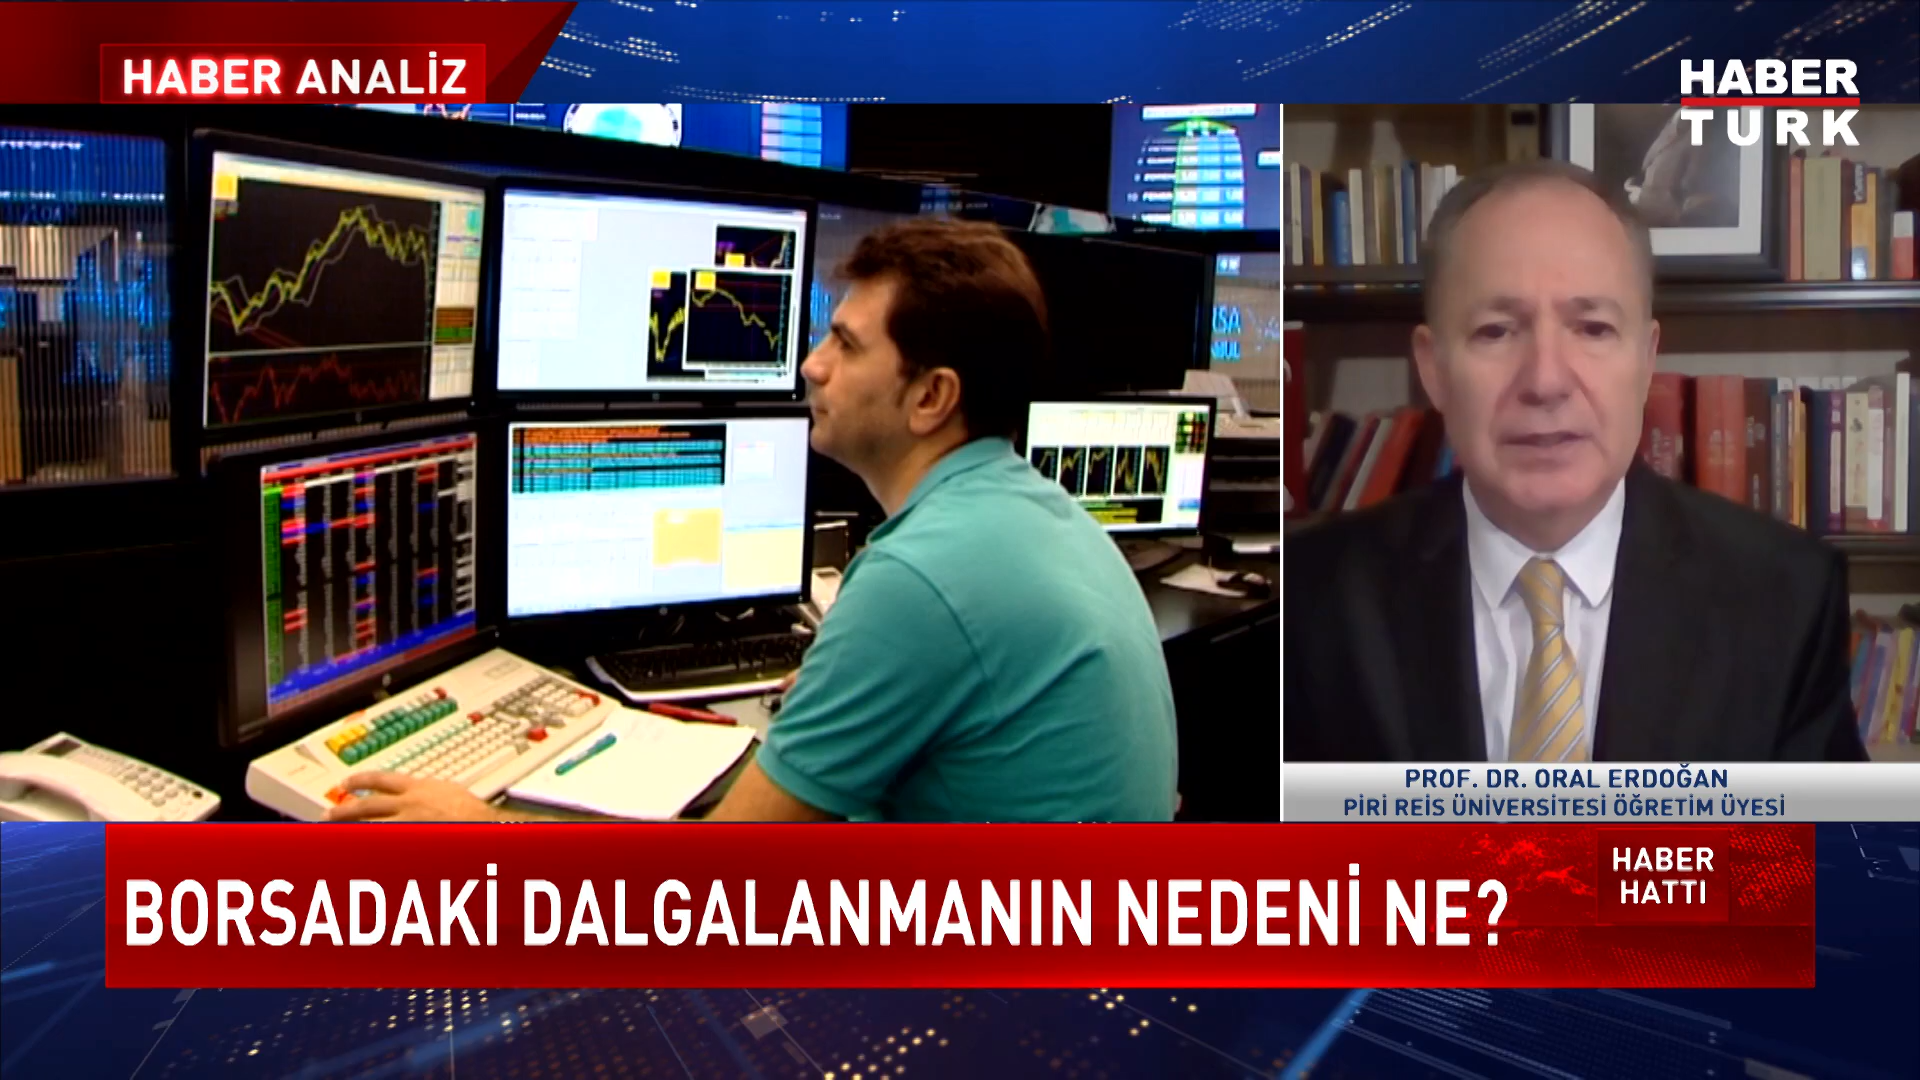 HABER ANALİZ
HABER
TURK
PROF. DR. ORAL ERDOĞAN
PİRİ REİS ÜNİVERSİTESİ ÖĞRETİM ÜYESİ
BORSADAKİ DALGALANMANIN NEDENİ NE?
HABER
HATTI